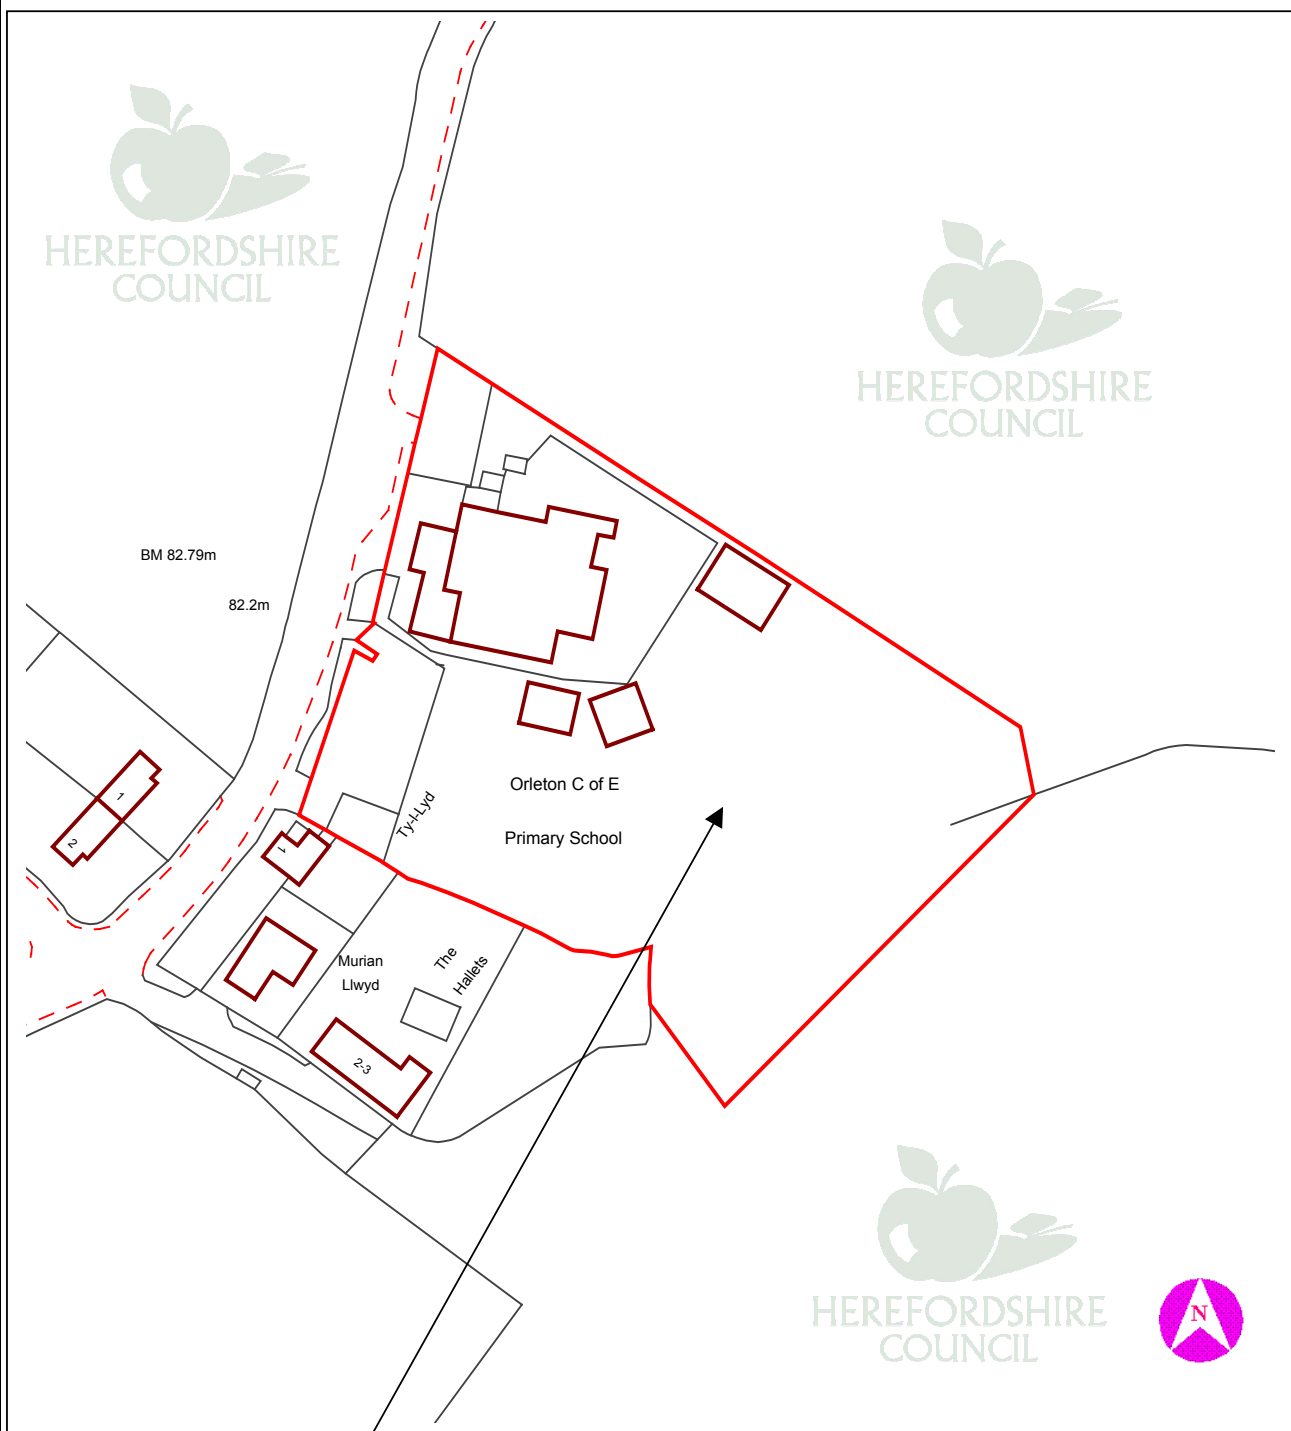 HEREFORDSHIRE
COUNCIL
HEREFORDSHIRE
COUNCIL
BM 82.79m
82.2m
1
2
Orleton C of E
Primary School
Ty-I-Lyd
1
Murian
Llwyd
The
Hallets
2-3
HEREFORDSHIRE
COUNCIL
N